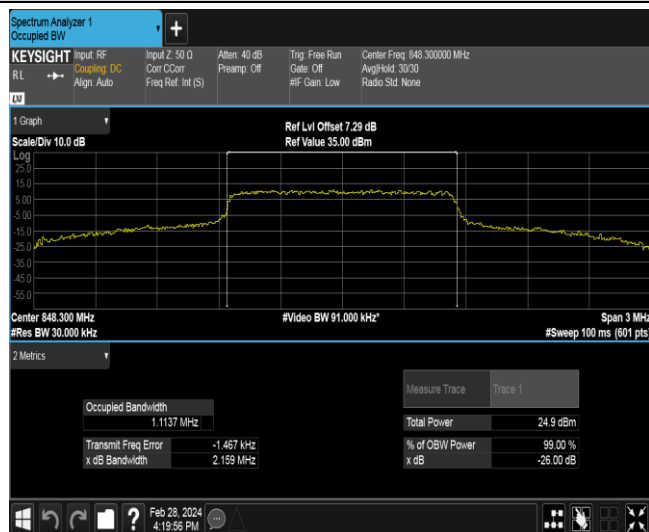 Spectrum Analyzer 1
Occupied BW
+
KEYSIGHT
RL
LXI
Input: RF
Coupling: DC
Align: Auto
Input Z: 50 Ω
Corr CCorr
Freq Ref: Int (S)
Atten: 40 dB
Preamp: Off
Trig: Free Run
Gate: Off
#IF Gain: Low
Center Freq: 848.300000 MHz
Avg|Hold: 30/30
Radio Std: None
1 Graph
Scale/Div 10.0 dB
Ref Lvl Offset 7.29 dB
Ref Value 35.00 dBm
Log
25.0
15.0
5.00
-5.00
-15.0
-25.0
-35.0
-45.0
-55.0
Center 848.300 MHz
#Res BW 30.000 kHz
#Video BW 91.000 kHz*
Span 3 MHz
#Sweep 100 ms (601 pts)
2 Metrics
Measure Trace Trace 1
Occupied Bandwidth
1.1137 MHz
Total Power 24.9 dBm
Transmit Freq Error -1.467 kHz
% of OBW Power 99.00 %
x dB Bandwidth 2.159 MHz
x dB -26.00 dB
?
Feb 28, 2024
4:19:56 PM